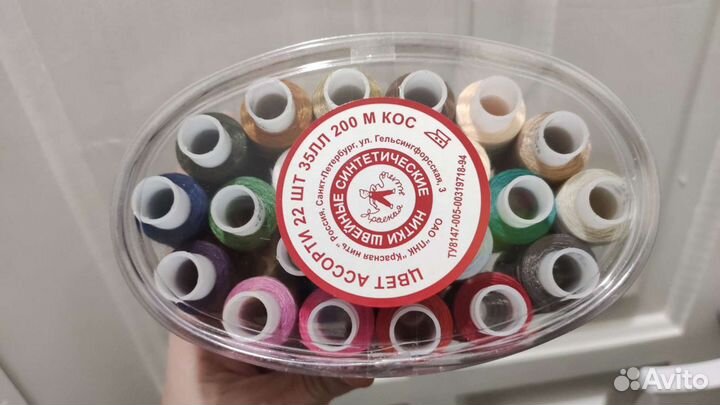 ЦВЕТ АССОРТИ 22 ШТ 35ЛЛ 200 М КОС
ОАО "ПНК "Красная нить" Россия, Санкт-Петербург, ул. Гельсингфорсская, 3
ТУ8147-005-00319718-94
НИТКИ ШВЕЙНЫЕ СИНТЕТИЧЕСКИЕ
Красная нить
Avito